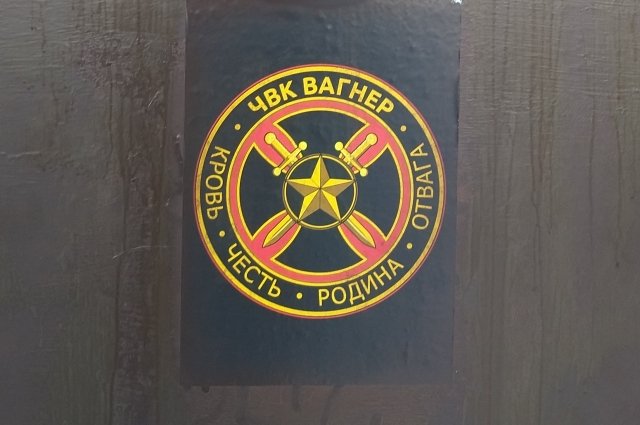 ЧВК ВАГНЕР
КРОВЬ · ЧЕСТЬ · РОДИНА · ОТВАГА